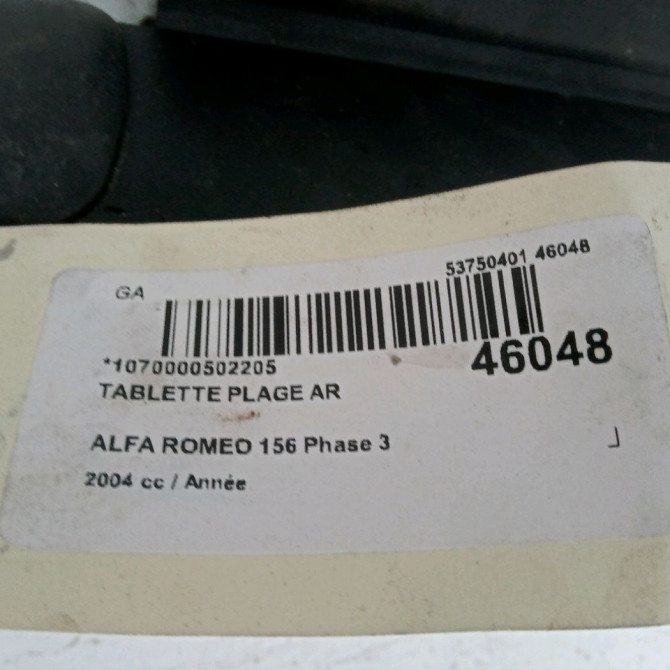 53750401 46048
GA
*1070000502205
46048
TABLETTE PLAGE AR
ALFA ROMEO 156 Phase 3
2004 cc / Année